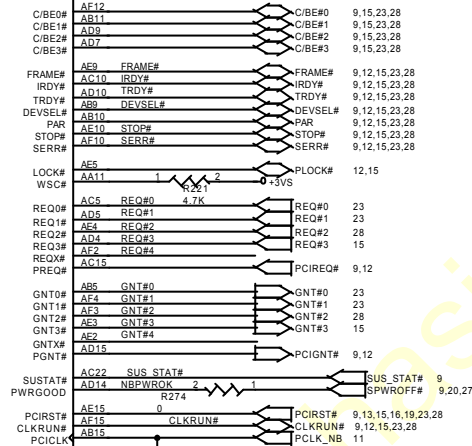 C/BE0# AF12 C/BE#0 9,15,23,28
C/BE1# AB11 C/BE#1 9,15,23,28
C/BE2# AD9 C/BE#2 9,15,23,28
C/BE3# AD7 C/BE#3 9,15,23,28
FRAME# AE9 FRAME# FRAME# 9,12,15,23,28
IRDY# AC10 IRDY# IRDY# 9,12,15,23,28
TRDY# AD10 TRDY# TRDY# 9,12,15,23,28
DEVSEL# AB9 DEVSEL# DEVSEL# 9,12,15,23,28
PAR AB10 PAR 9,12,15,23,28
STOP# AE10 STOP# STOP# 9,12,15,23,28
SERR# AF10 SERR# SERR# 9,12,15,23,28
LOCK# AE5 PLOCK# 12,15
WSC# AA11 1 2 +3VS
R221
4.7K
REQ0# AC5 REQ#0 REQ#0 23
REQ1# AD5 REQ#1 REQ#1 23
REQ2# AE4 REQ#2 REQ#2 28
REQ3# AD4 REQ#3 REQ#3 15
REQX# AF2 REQ#4
PREQ# AC15 PCIREQ# 9,12
GNT0# AB5 GNT#0 GNT#0 23
GNT1# AF4 GNT#1 GNT#1 23
GNT2# AF3 GNT#2 GNT#2 28
GNT3# AE3 GNT#3 GNT#3 15
GNTX# AE2 GNT#4
PGNT# AD15 PCIGNT# 9,12
SUSTAT# AC22 SUS_STAT# SUS_STAT# 9
PWRGOOD AD14 NBPWROK 2 1 SPWROFF# 9,20,27
R274
PCIRST# AE15 0 PCIRST# 9,13,15,16,19,23,28
CLKRUN# AF15 CLKRUN# CLKRUN# 9,12,15,23,28
PCICLK AB15 PCLK_NB 11